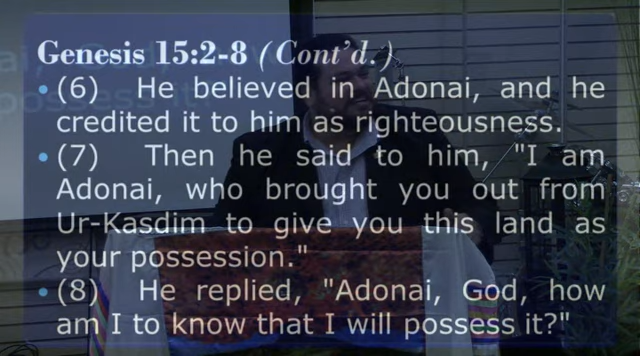 Genesis 15:2-8 (Cont'd.)
• (6) He believed in Adonai, and he
credited it to him as righteousness.
• (7) Then he said to him, "I am
Adonai, who brought you out from
Ur-Kasdim to give you this land as
your possession."
• (8) He replied, "Adonai, God, how
am I to know that I will possess it?"